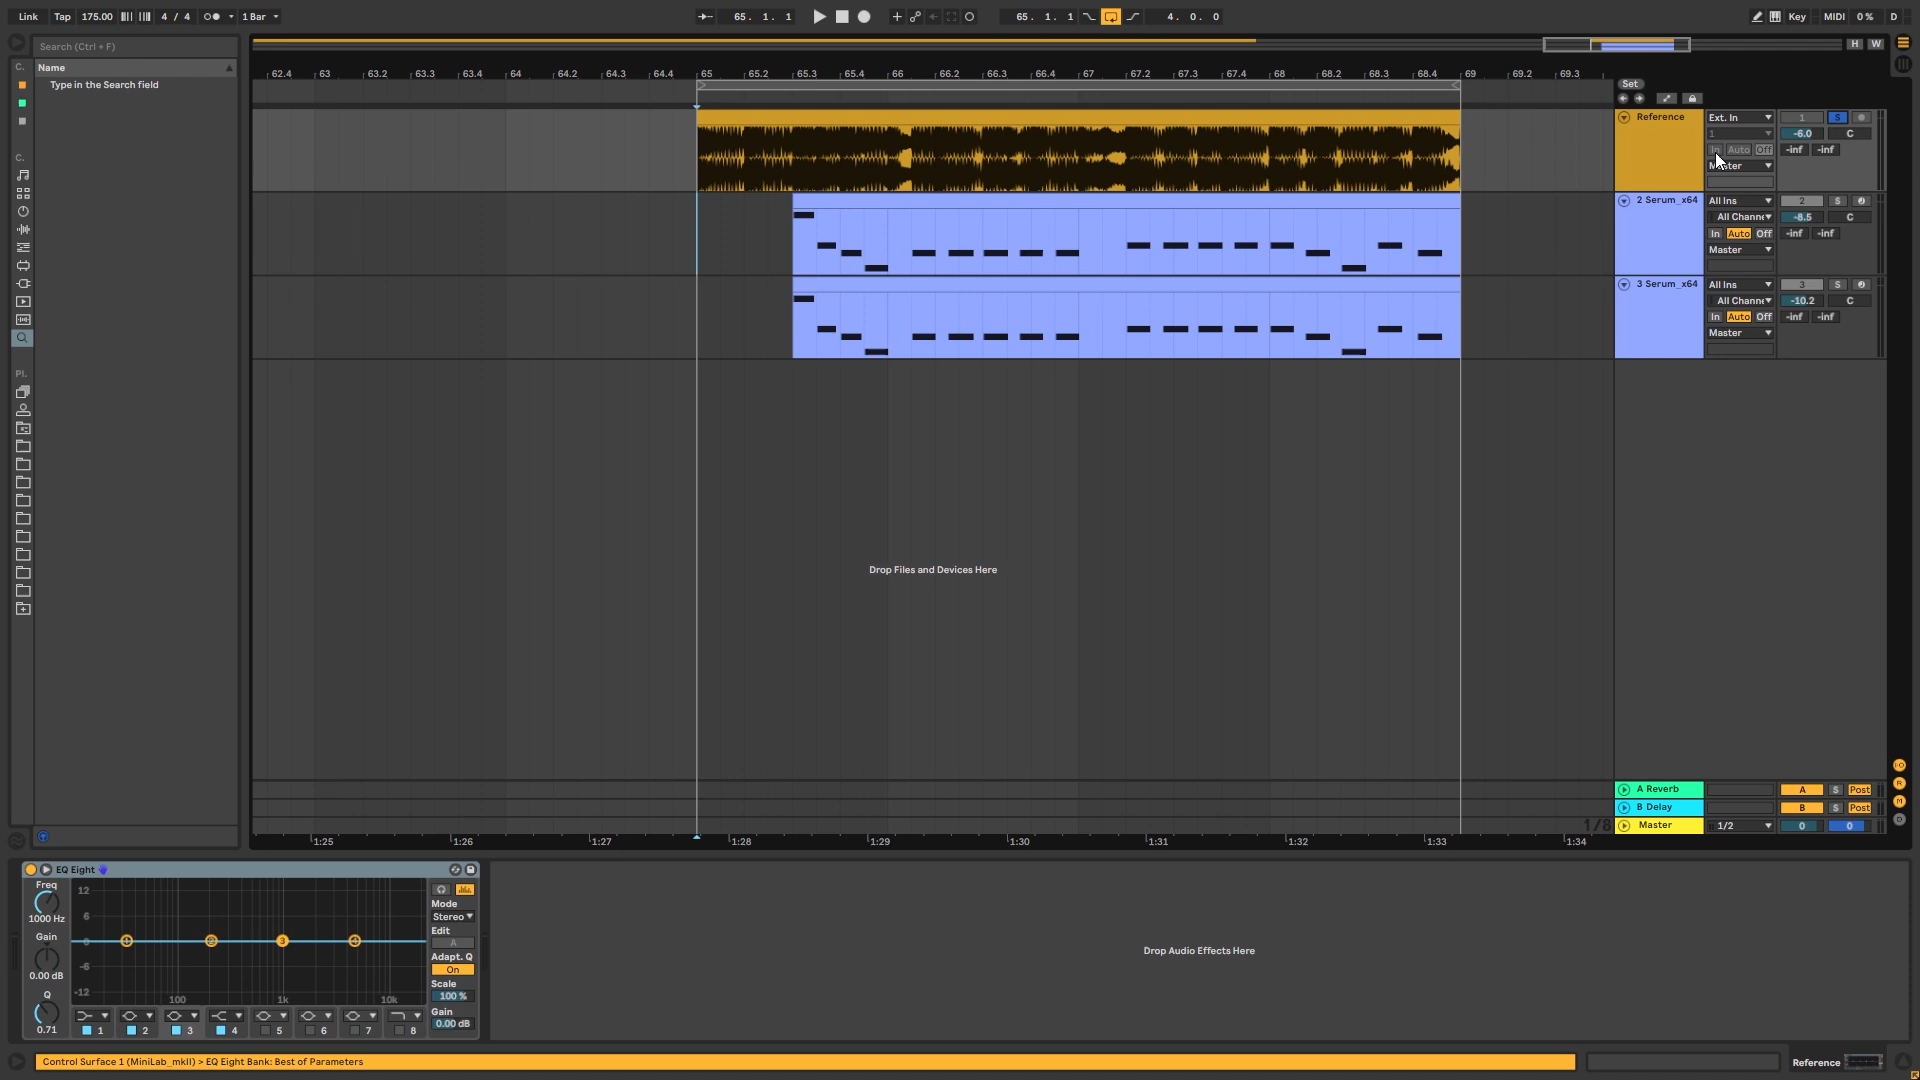 Link Tap 175.00 4 / 4 1 Bar 65. 1. 1 65. 1. 1 4. 0. 0 Key MIDI 0 % D
Search (Ctrl + F)
H W
C. Name
62.4 63 63.2 63.3 63.4 64 64.2 64.3 64.4 65 65.2 65.3 65.4 66 66.2 66.3 66.4 67 67.2 67.3 67.4 68 68.2 68.3 68.4 69 69.2 69.3
Type in the Search field
Set
Reference Ext. In 1 S
1 -6.0 C
In Auto Off -inf -inf
Master
C.
2 Serum_x64 All Ins 2 S
All Channe -8.5 C
In Auto Off -inf -inf
Master
3 Serum_x64 All Ins 3 S
All Channe -10.2 C
In Auto Off -inf -inf
Master
Pl.
Drop Files and Devices Here
A Reverb A S Post
B Delay B S Post
1/8 Master 1/2 0 0
1:25 1:26 1:27 1:28 1:29 1:30 1:31 1:32 1:33 1:34
EQ Eight
Freq 12 Mode
1000 Hz 6 Stereo
Gain 0 Edit
A
0.00 dB -6 Adapt. Q
On
Q -12 100 1k 10k Scale
100 %
0.71 Gain
1 2 3 4 5 6 7 8 0.00 dB
Drop Audio Effects Here
Control Surface 1 (MiniLab_mkII) > EQ Eight Bank: Best of Parameters
Reference